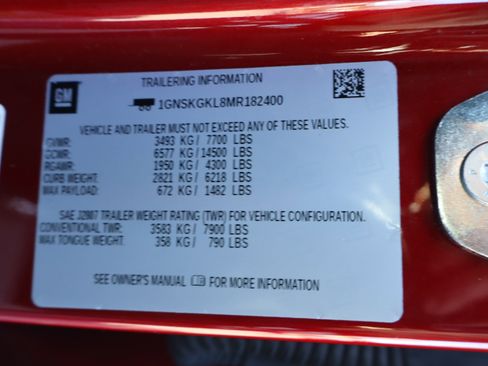 GM
TRAILERING INFORMATION
1GNSKGKL8MR182400
VEHICLE AND TRAILER MUST NOT EXCEED ANY OF THESE VALUES.
GVWR: 3493 KG / 7700 LBS
GCWR: 6577 KG / 14500 LBS
RGAWR: 1950 KG / 4300 LBS
CURB WEIGHT: 2821 KG / 6218 LBS
MAX PAYLOAD: 672 KG / 1482 LBS
SAE J2807 TRAILER WEIGHT RATING (TWR) FOR VEHICLE CONFIGURATION.
CONVENTIONAL TWR: 3583 KG / 7900 LBS
MAX TONGUE WEIGHT: 358 KG / 790 LBS
SEE OWNER'S MANUAL FOR MORE INFORMATION